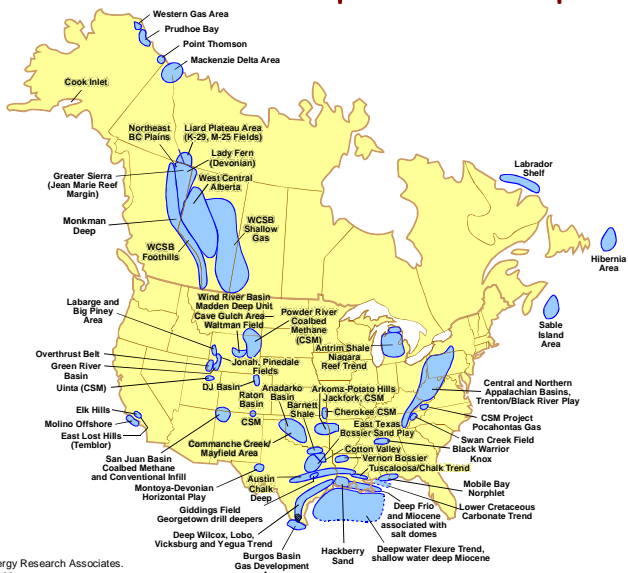 Western Gas Area
Prudhoe Bay
Point Thomson
Mackenzie Delta Area
Cook Inlet
Northeast
BC Plains
Liard Plateau Area
(K-29, M-25 Fields)
Lady Fern
(Devonian)
Greater Sierra
(Jean Marie Reef
Margin)
West Central
Alberta
Monkman
Deep
WCSB
Foothills
WCSB
Shallow
Gas
Labrador
Shelf
Hibernia
Area
Sable
Island
Area
Labarge and
Big Piney
Area
Wind River Basin
Madden Deep Unit
Cave Gulch Area
Waltman Field
Powder River
Coalbed
Methane
(CSM)
Antrim Shale
Niagara
Reef Trend
Overthrust Belt
Green River
Basin
Uinta (CSM)
Jonah, Pinedale
Fields
DJ Basin
Raton
Basin
CSM
Anadarko
Basin
Barnett
Shale
Arkoma-Potato Hills
Jackfork, CSM
Cherokee CSM
East Texas
Bossier Sand Play
Cotton Valley
Vernon Bossier
Tuscaloosa/Chalk Trend
Central and Northern
Appalachian Basins,
Trenton/Black River Play
CSM Project
Pocahontas Gas
Swan Creek Field
Black Warrior
Knox
Elk Hills
Molino Offshore
East Lost Hills
(Temblor)
San Juan Basin
Coalbed Methane
and Conventional Infill
Commanche Creek/
Mayfield Area
Montoya-Devonian
Horizontal Play
Austin
Chalk
Deep
Giddings Field
Georgetown drill deepers
Deep Wilcox, Lobo,
Vicksburg and Yegua Trend
Burgos Basin
Gas Development
Hackberry
Sand
Mobile Bay
Norphlet
Lower Cretaceous
Carbonate Trend
Deep Frio
and Miocene
associated with
salt domes
Deepwater Flexure Trend,
shallow water deep Miocene
ergy Research Associates.